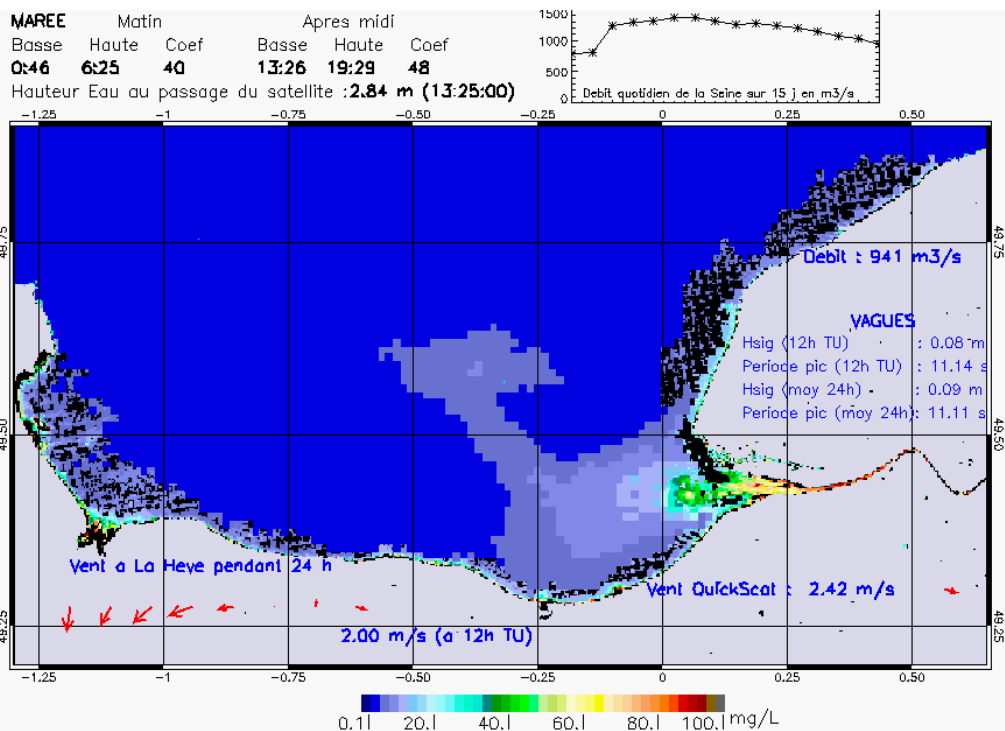 MAREE Matin Apres midi
Basse Haute Coef Basse Haute Coef
0:46 6:25 40 13:26 19:29 48
Hauteur Eau au passage du satellite : 2.84 m (13:25:00)
1500
1000
500
0
Debit quotidien de la Seine sur 15 j en m3/s
-1.25 -1 -0.75 -0.50 -0.25 0 0.25 0.50
49.75 49.75
Debit : 941 m3/s
VAGUES
Hsig (12h TU) : 0.08 m
Periode pic (12h TU) : 11.14 s
Hsig (moy 24h) : 0.09 m
Periode pic (moy 24h): 11.11 s
49.50 49.50
Vent a La Heve pendant 24 h
Vent QuickScat : 2.42 m/s
2.00 m/s (a 12h TU)
49.25 49.25
-1.25 -1 -0.75 -0.50 -0.25 0 0.25 0.50
0.1 20.1 40.1 60.1 80.1 100.1 mg/L